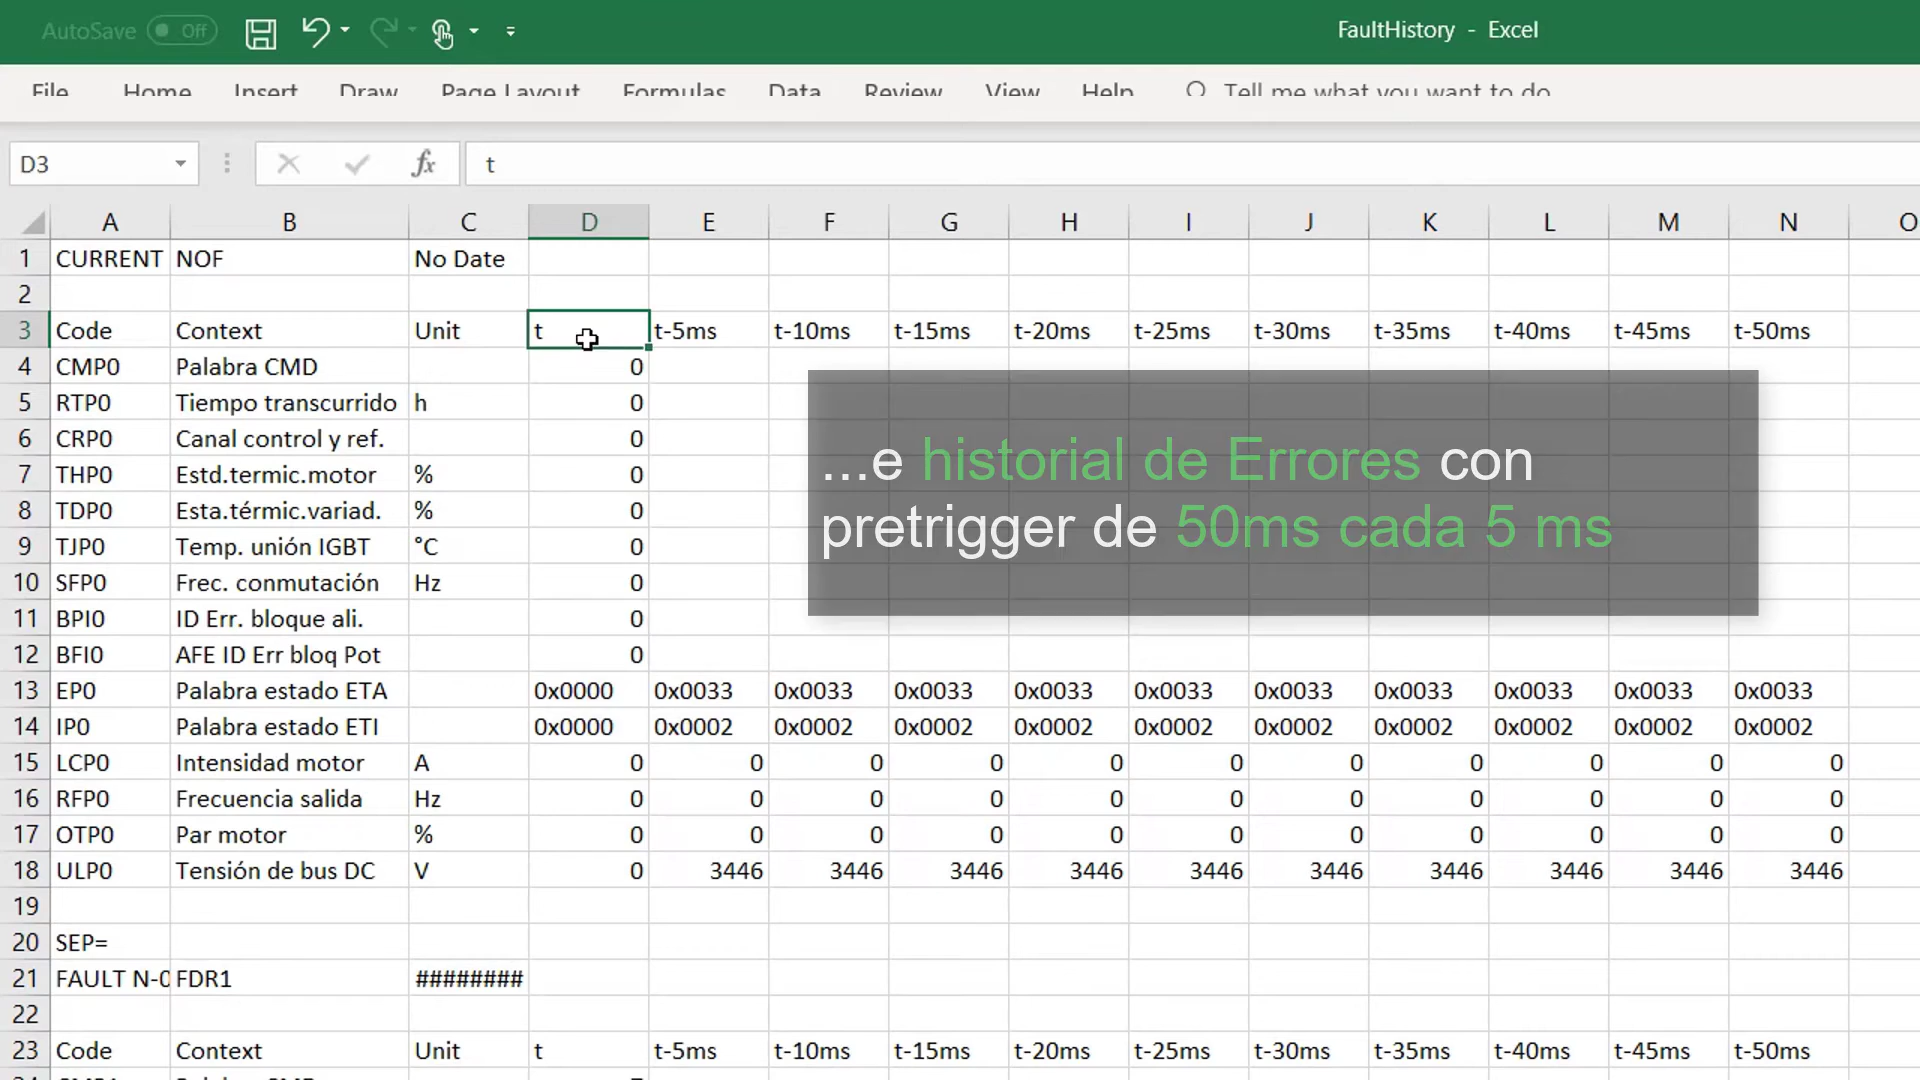 AutoSave Off FaultHistory - Excel
File Home Insert Draw Page Layout Formulas Data Review View Help Tell me what you want to do
D3 fx t
A B C D E F G H I J K L M N O
1 CURRENT NOF No Date
2
3 Code Context Unit t t-5ms t-10ms t-15ms t-20ms t-25ms t-30ms t-35ms t-40ms t-45ms t-50ms
4 CMP0 Palabra CMD 0
5 RTP0 Tiempo transcurrido h 0
6 CRP0 Canal control y ref. 0
7 THP0 Estd.termic.motor % 0
8 TDP0 Esta.térmic.variad. % 0
9 TJP0 Temp. unión IGBT °C 0
10 SFP0 Frec. conmutación Hz 0
11 BPI0 ID Err. bloque ali. 0
12 BFI0 AFE ID Err bloq Pot 0
...e historial de Errores con
pretrigger de 50ms cada 5 ms
13 EP0 Palabra estado ETA 0x0000 0x0033 0x0033 0x0033 0x0033 0x0033 0x0033 0x0033 0x0033 0x0033 0x0033
14 IP0 Palabra estado ETI 0x0000 0x0002 0x0002 0x0002 0x0002 0x0002 0x0002 0x0002 0x0002 0x0002 0x0002
15 LCP0 Intensidad motor A 0 0 0 0 0 0 0 0 0 0 0
16 RFP0 Frecuencia salida Hz 0 0 0 0 0 0 0 0 0 0 0
17 OTP0 Par motor % 0 0 0 0 0 0 0 0 0 0 0
18 ULP0 Tensión de bus DC V 0 3446 3446 3446 3446 3446 3446 3446 3446 3446 3446
19
20 SEP=
21 FAULT N-0 FDR1 ########
22
23 Code Context Unit t t-5ms t-10ms t-15ms t-20ms t-25ms t-30ms t-35ms t-40ms t-45ms t-50ms